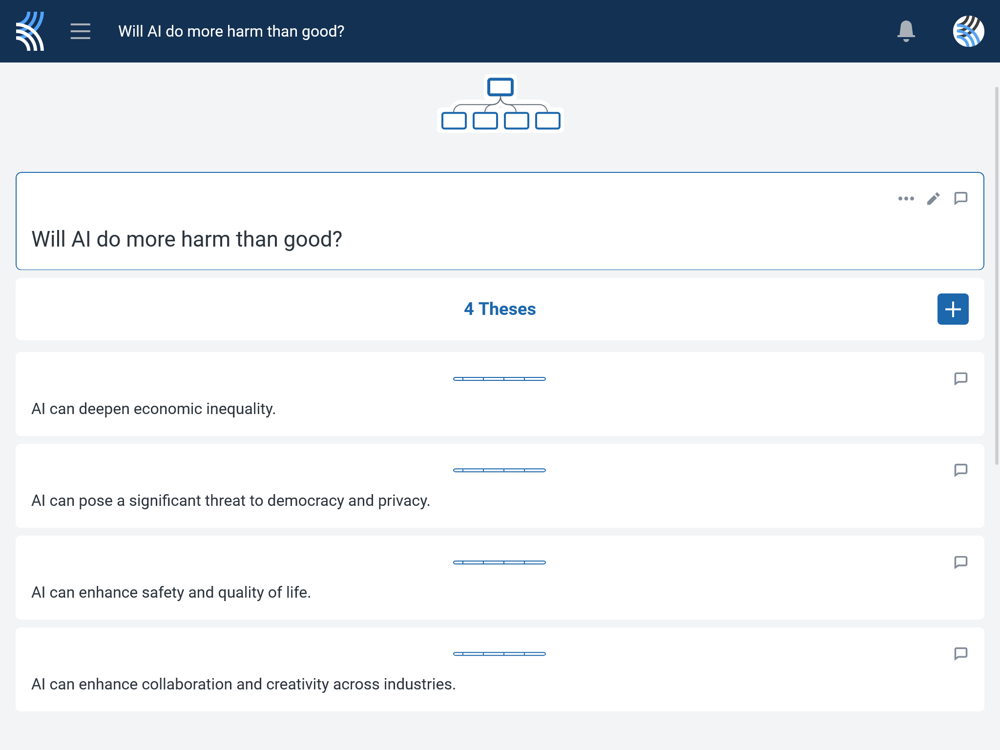 Will AI do more harm than good?
Will AI do more harm than good?
4 Theses
AI can deepen economic inequality.
AI can pose a significant threat to democracy and privacy.
AI can enhance safety and quality of life.
AI can enhance collaboration and creativity across industries.